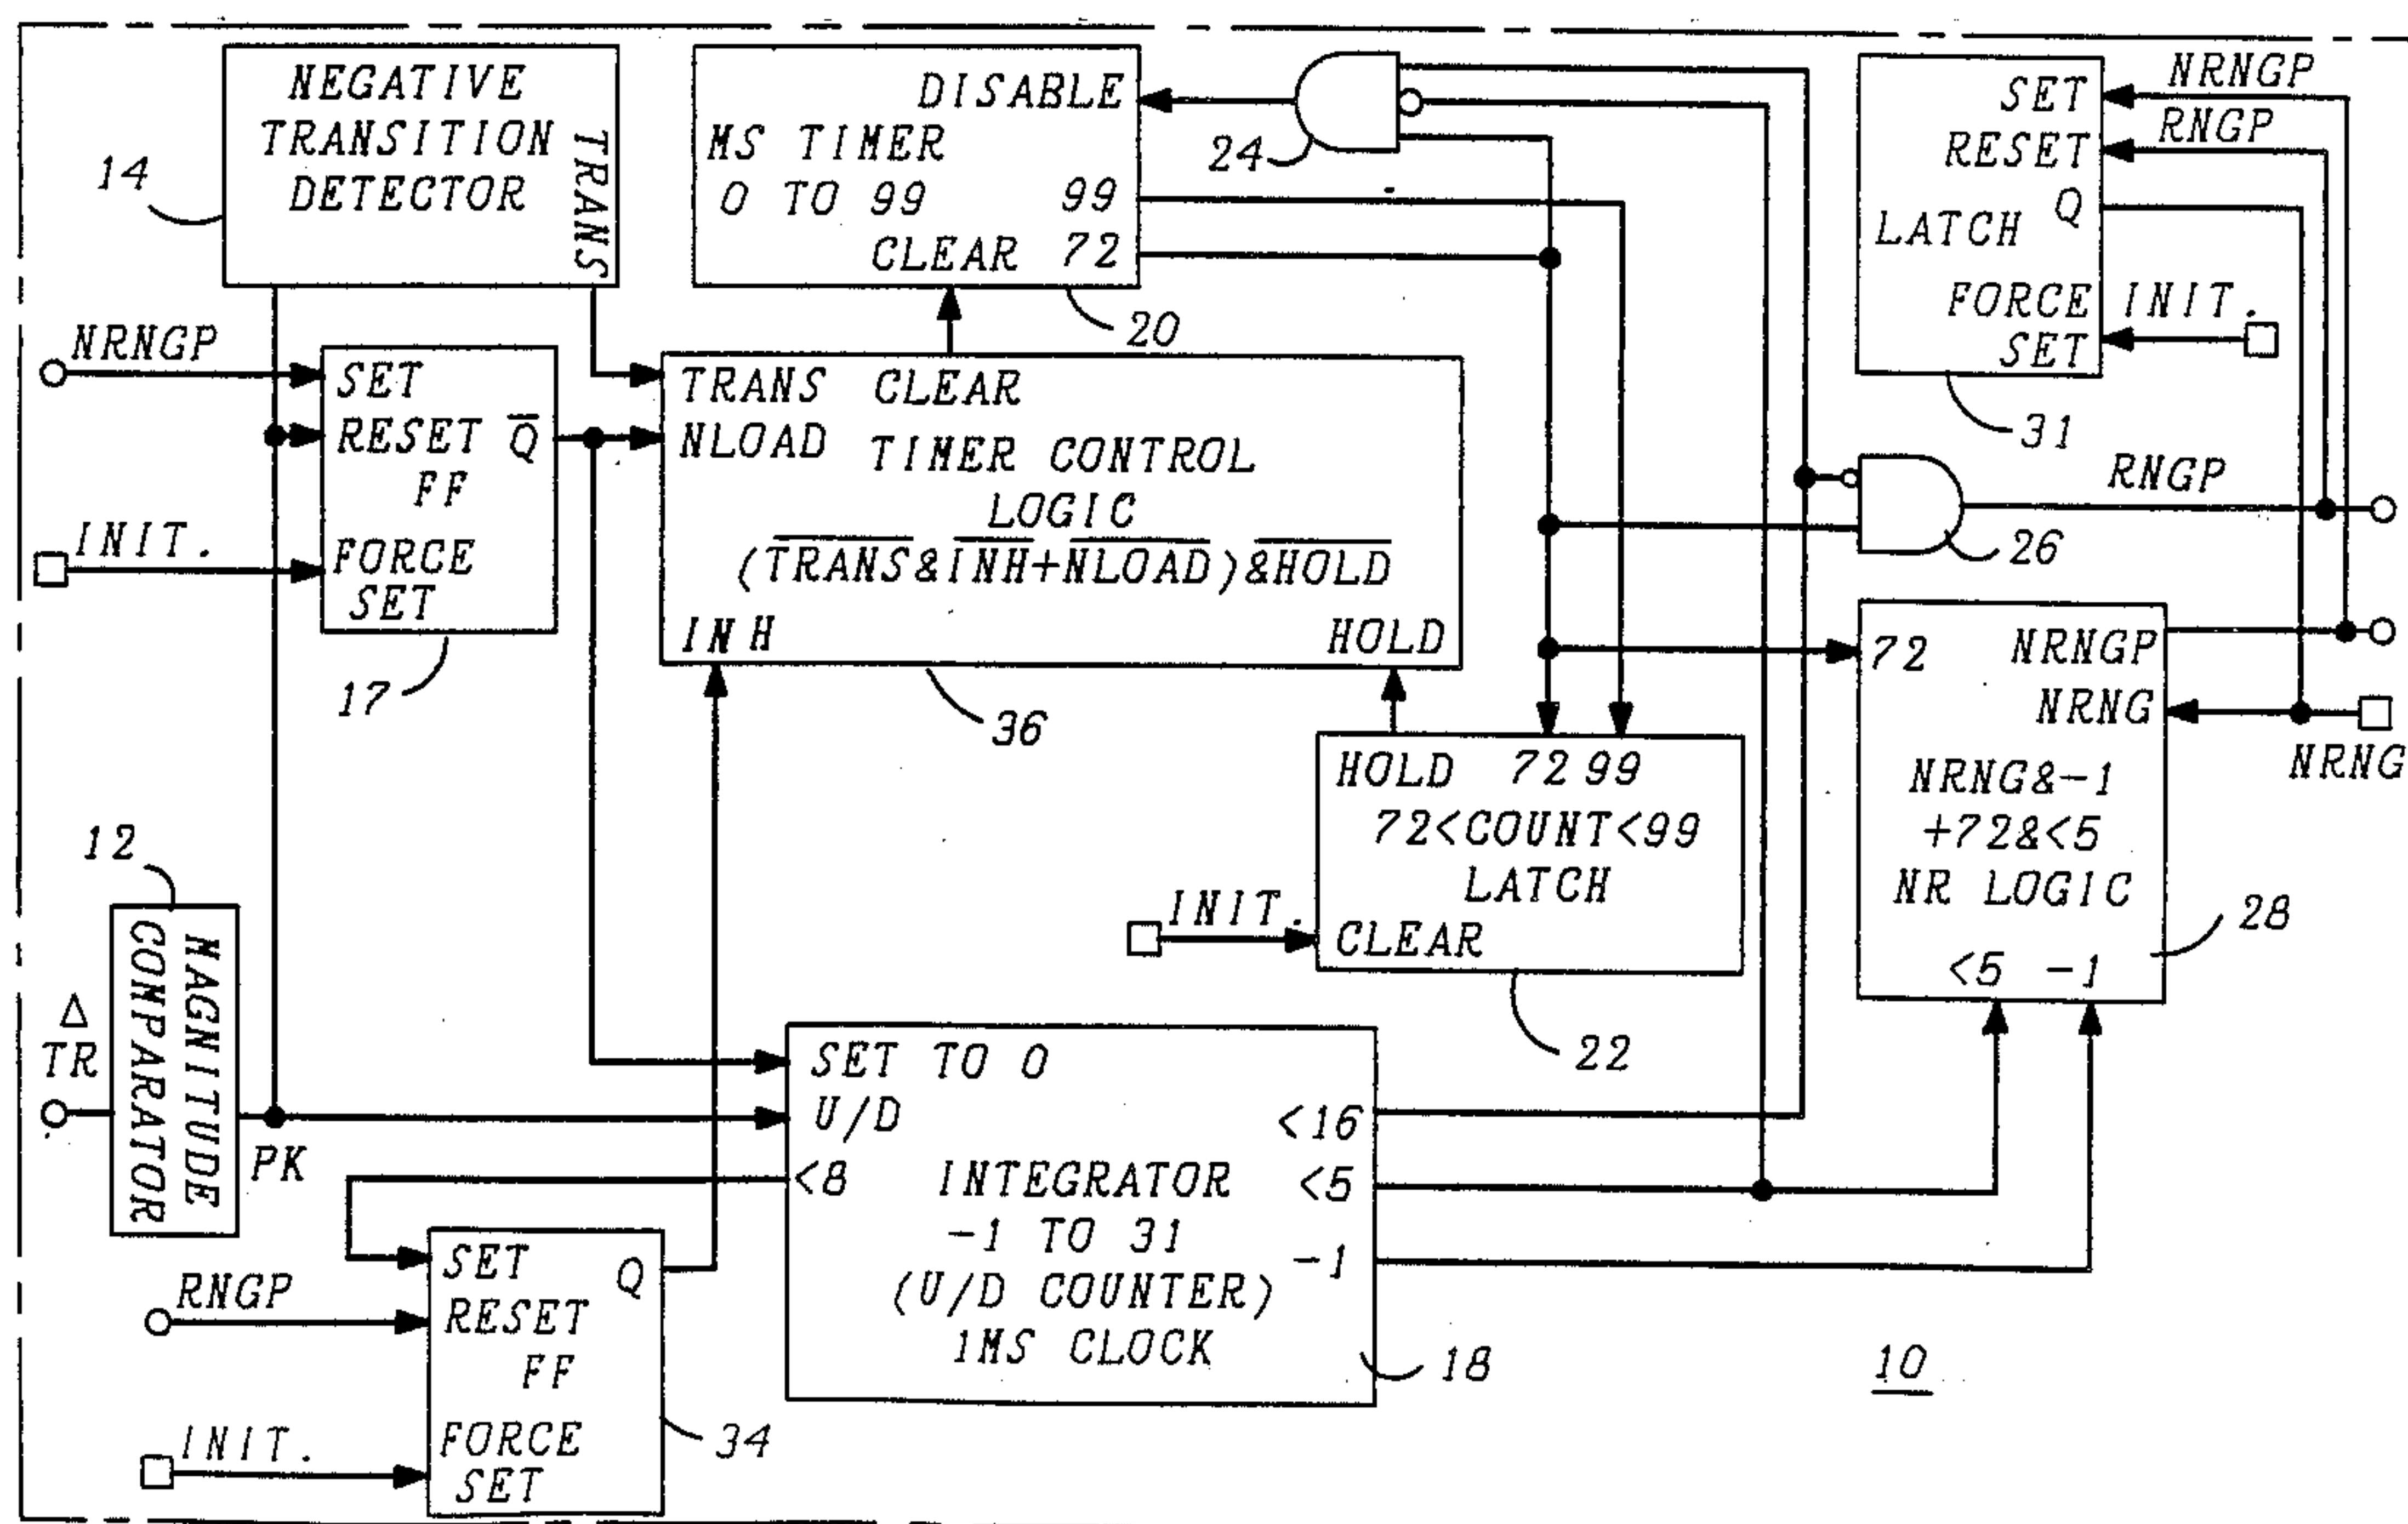 NEGATIVE
TRANSITION
DETECTOR
TRANS
14
DISABLE
MS TIMER
0 TO 99
99
CLEAR 72
20
24
SET
RESET
Q
LATCH
FORCE
SET
NRNGP
RNGP
INIT.
31
NRNGP
SET
RESET Q̅
FF
INIT.
FORCE
SET
17
TRANS CLEAR
NLOAD TIMER CONTROL
LOGIC
(T̅R̅A̅N̅S̅&I̅N̅H̅+N̅L̅O̅A̅D̅)&H̅O̅L̅D̅
INH HOLD
36
RNGP
26
72 NRNGP
NRNG
NRNG&-1
+72&<5
NR LOGIC
<5 -1
28
NRNG
HOLD 72 99
72<COUNT<99
LATCH
INIT.
CLEAR
22
12
MAGNITUDE
COMPARATOR
Δ
TR
PK
SET TO 0
U/D
<8
<16
<5
-1
INTEGRATOR
-1 TO 31
(U/D COUNTER)
1MS CLOCK
18
SET Q
RNGP
RESET
FF
INIT.
FORCE
SET
34
10